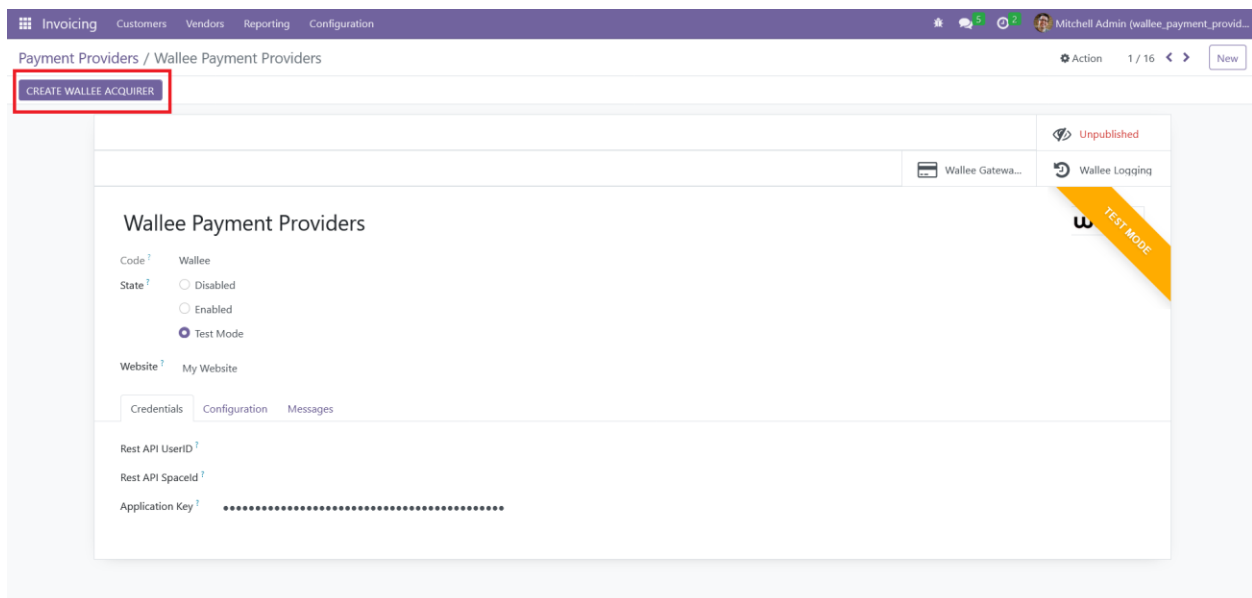 Invoicing Customers Vendors Reporting Configuration 5 2 Mitchell Admin (wallee_payment_provid...
Payment Providers / Wallee Payment Providers Action 1 / 16 New
CREATE WALLEE ACQUIRER
Unpublished
Wallee Gatewa... Wallee Logging
TEST MODE
Wallee Payment Providers
w
Code ? Wallee
State ? Disabled
Enabled
Test Mode
Website ? My Website
Credentials Configuration Messages
Rest API UserID ?
Rest API SpaceId ?
Application Key ?